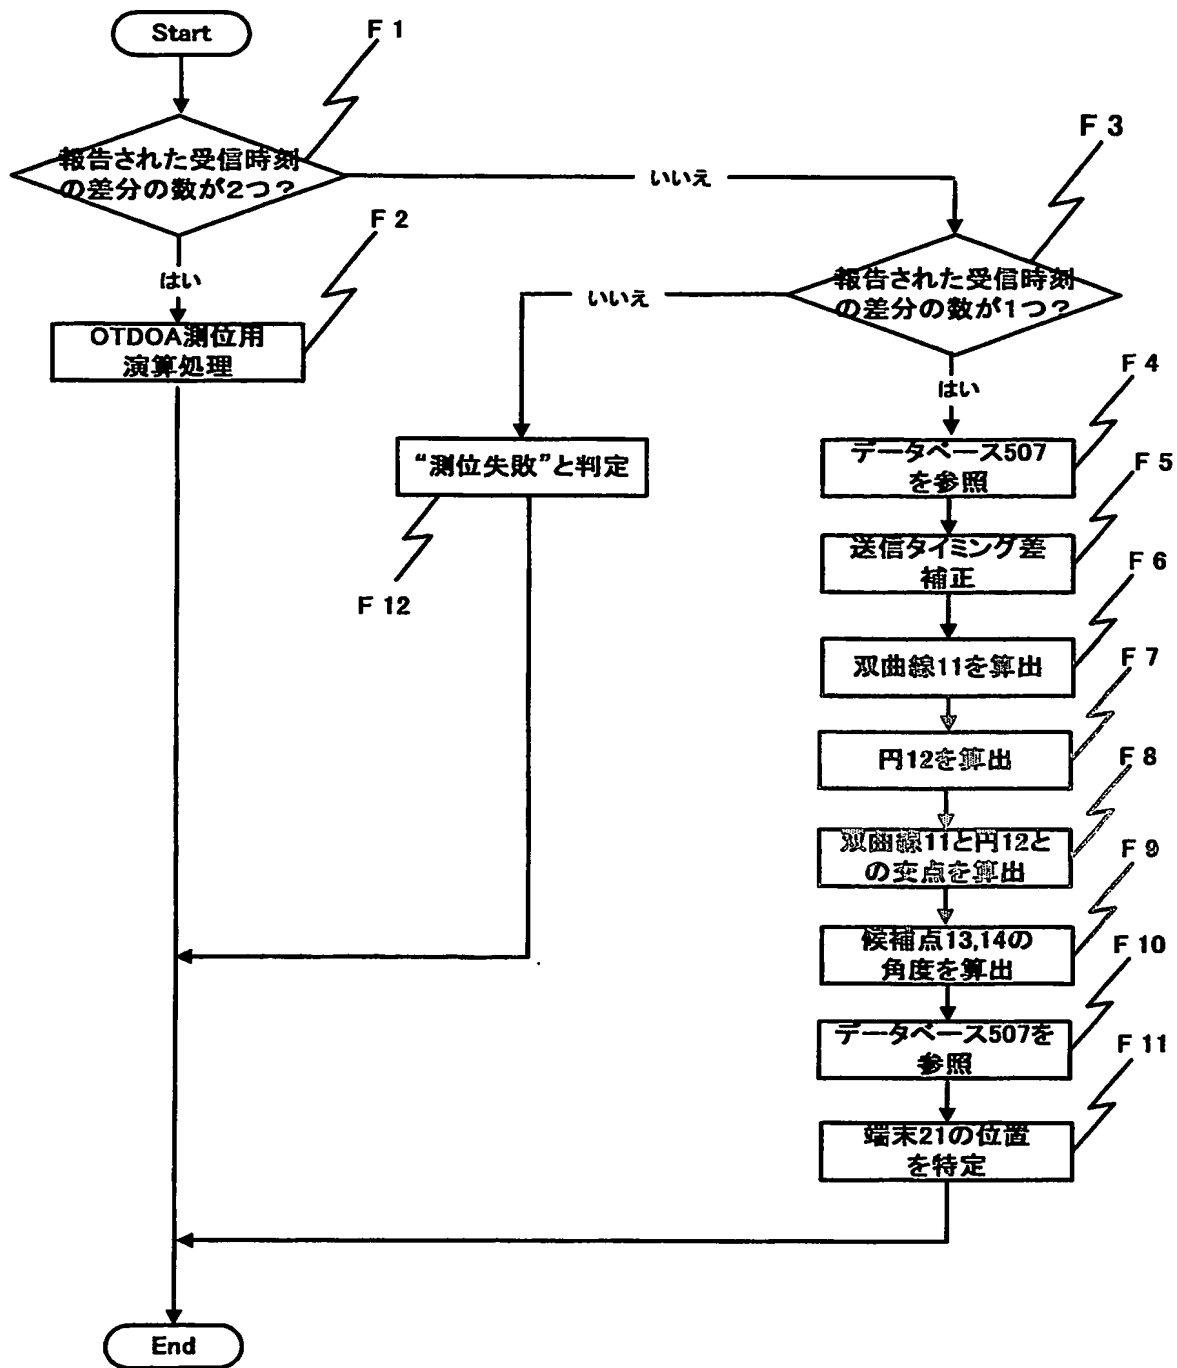 Start
F 1
報告された受信時刻
の差分の数が2つ?
いいえ
F 3
はい
F 2
報告された受信時刻
の差分の数が1つ?
いいえ
OTDOA測位用
演算処理
はい
F 4
“測位失敗”と判定
F 12
データベース507
を参照
F 5
送信タイミング差
補正
F 6
双曲線11を算出
F 7
円12を算出
F 8
双曲線11と円12と
の交点を算出
F 9
候補点13,14の
角度を算出
F 10
データベース507を
参照
F 11
端末21の位置
を特定
End